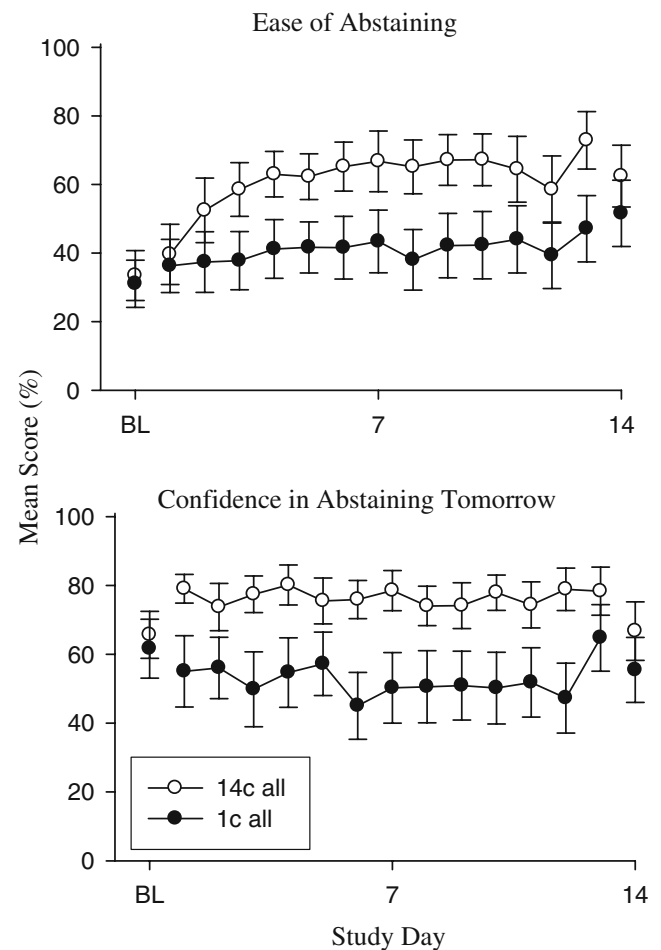 Ease of Abstaining
100
80
60
40
20
0
BL 7 14
Mean Score (%)
Confidence in Abstaining Tomorrow
100
80
60
40
20
0
14c all
1c all
BL 7 14
Study Day